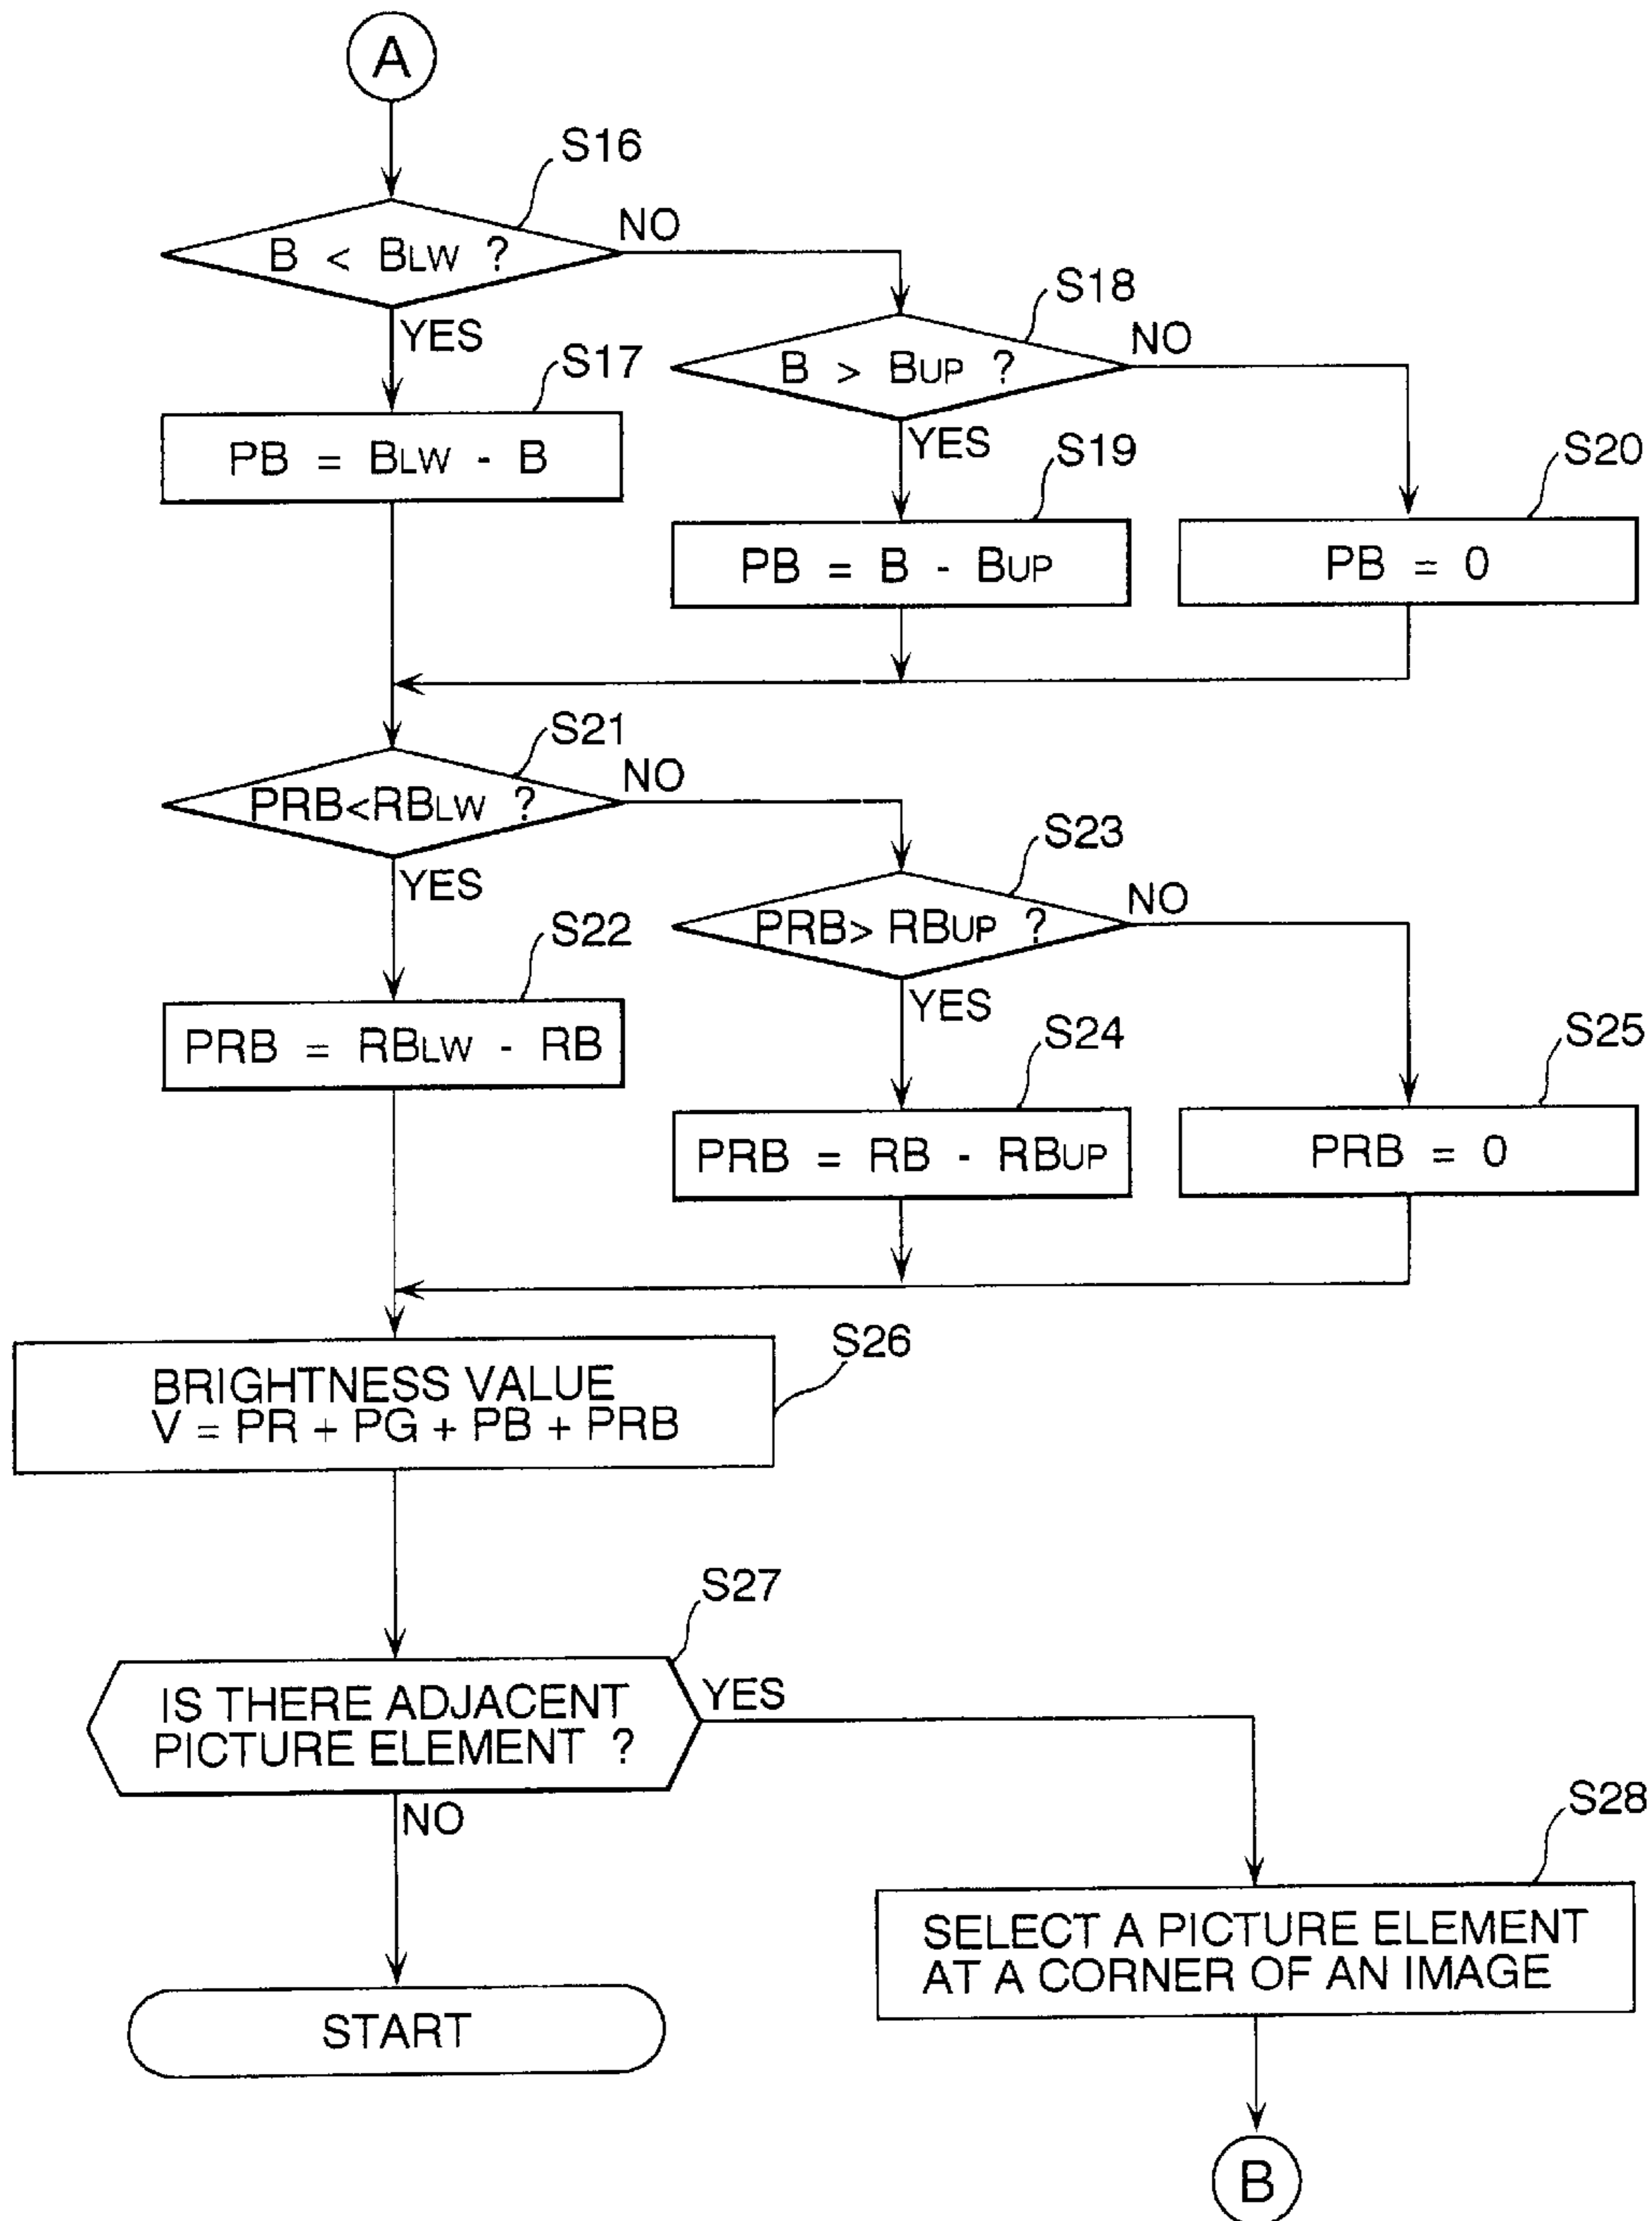 A
S16
B < BLW ?
NO
YES
S18
B > BUP ?
NO
YES
S17
PB = BLW - B
S19
PB = B - BUP
S20
PB = 0
S21
PRB<RBLW ?
NO
YES
S23
PRB> RBUP ?
NO
YES
S22
PRB = RBLW - RB
S24
PRB = RB - RBUP
S25
PRB = 0
S26
BRIGHTNESS VALUE
V = PR + PG + PB + PRB
S27
IS THERE ADJACENT
PICTURE ELEMENT ?
YES
NO
S28
SELECT A PICTURE ELEMENT
AT A CORNER OF AN IMAGE
START
B